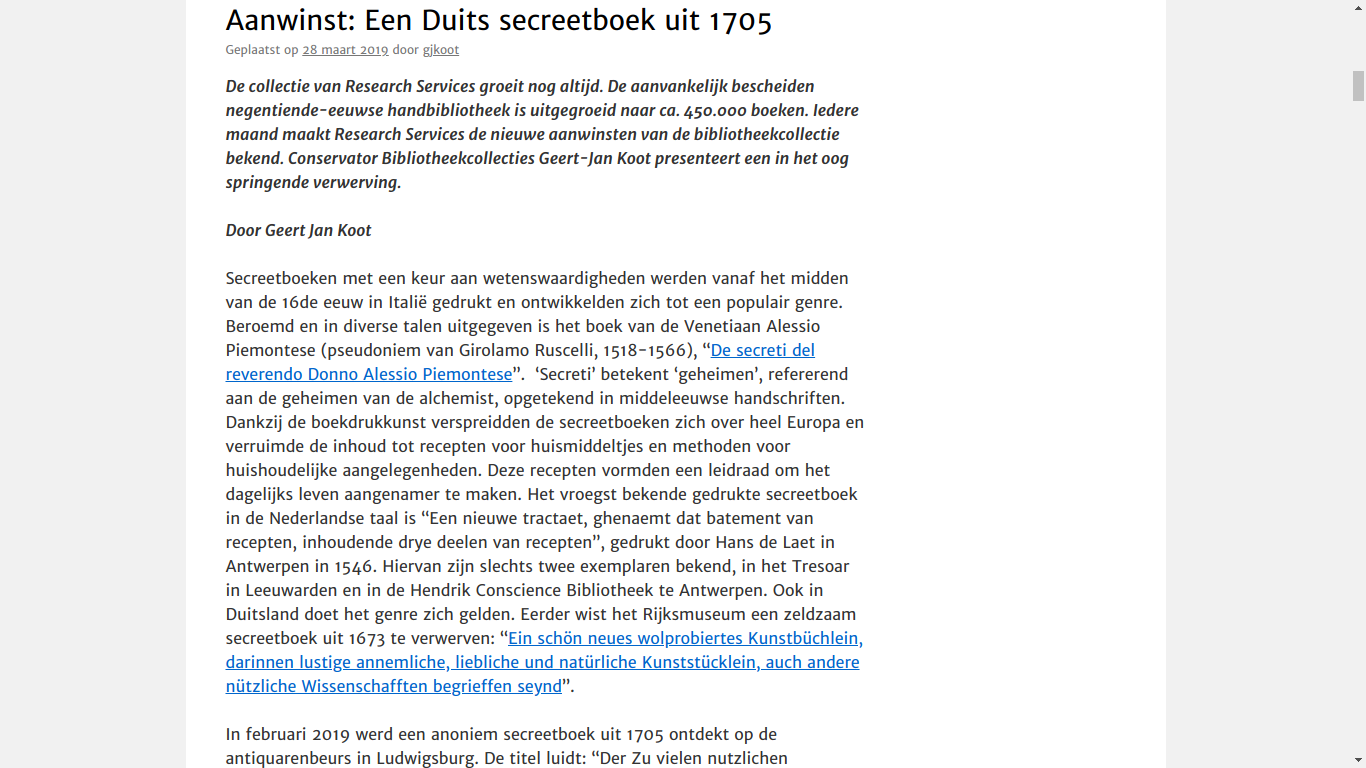 Aanwinst: Een Duits secreetboek uit 1705
Geplaatst op 28 maart 2019 door gjkoot
De collectie van Research Services groeit nog altijd. De aanvankelijk bescheiden
negentiende-eeuwse handbibliotheek is uitgegroeid naar ca. 450.000 boeken. Iedere
maand maakt Research Services de nieuwe aanwinsten van de bibliotheekcollectie
bekend. Conservator Bibliotheekcollecties Geert-Jan Koot presenteert een in het oog
springende verwerving.
Door Geert Jan Koot
Secreetboeken met een keur aan wetenswaardigheden werden vanaf het midden
van de 16de eeuw in Italië gedrukt en ontwikkelden zich tot een populair genre.
Beroemd en in diverse talen uitgegeven is het boek van de Venetiaan Alessio
Piemontese (pseudoniem van Girolamo Ruscelli, 1518-1566), “De secreti del
reverendo Donno Alessio Piemontese”.  ‘Secreti’ betekent ‘geheimen’, refererend
aan de geheimen van de alchemist, opgetekend in middeleeuwse handschriften.
Dankzij de boekdrukkunst verspreidden de secreetboeken zich over heel Europa en
verruimde de inhoud tot recepten voor huismiddeltjes en methoden voor
huishoudelijke aangelegenheden. Deze recepten vormden een leidraad om het
dagelijks leven aangenamer te maken. Het vroegst bekende gedrukte secreetboek
in de Nederlandse taal is “Een nieuwe tractaet, ghenaemt dat batement van
recepten, inhoudende drye deelen van recepten”, gedrukt door Hans de Laet in
Antwerpen in 1546. Hiervan zijn slechts twee exemplaren bekend, in het Tresoar
in Leeuwarden en in de Hendrik Conscience Bibliotheek te Antwerpen. Ook in
Duitsland doet het genre zich gelden. Eerder wist het Rijksmuseum een zeldzaam
secreetboek uit 1673 te verwerven: “Ein schön neues wolprobiertes Kunstbüchlein,
darinnen lustige annemliche, liebliche und natürliche Kunststücklein, auch andere
nützliche Wissenschafften begrieffen seynd”.
In februari 2019 werd een anoniem secreetboek uit 1705 ontdekt op de
antiquarenbeurs in Ludwigsburg. De titel luidt: “Der Zu vielen nutzlichen